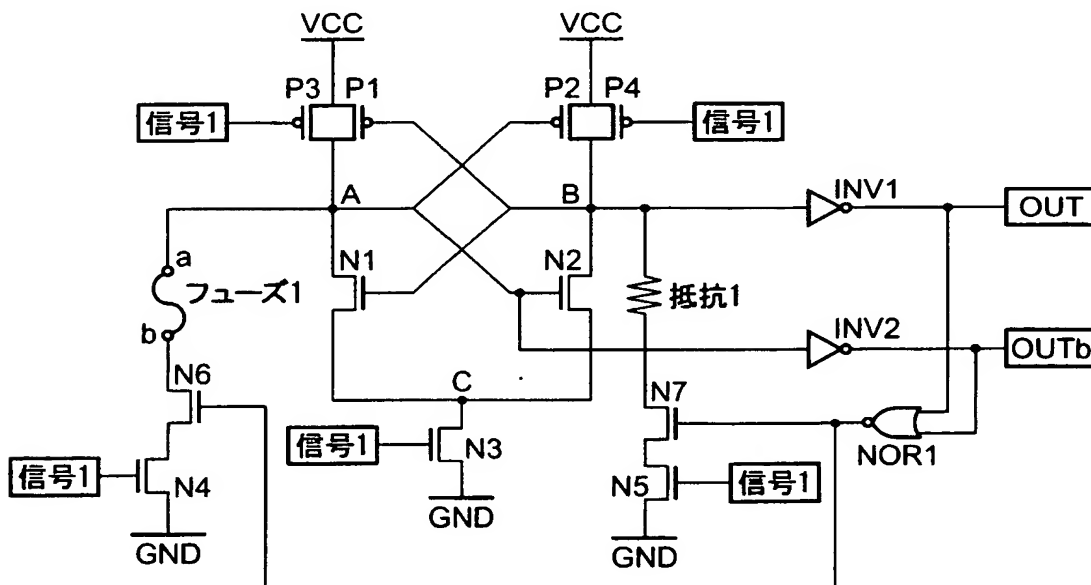 VCC VCC
P3 P1 P2 P4
信号1 信号1
A B INV1 OUT
a N1 N2
フューズ1 抵抗1
b INV2 OUTb
N6 C N7
信号1 N3 NOR1
信号1 N4 N5 信号1
GND
GND GND